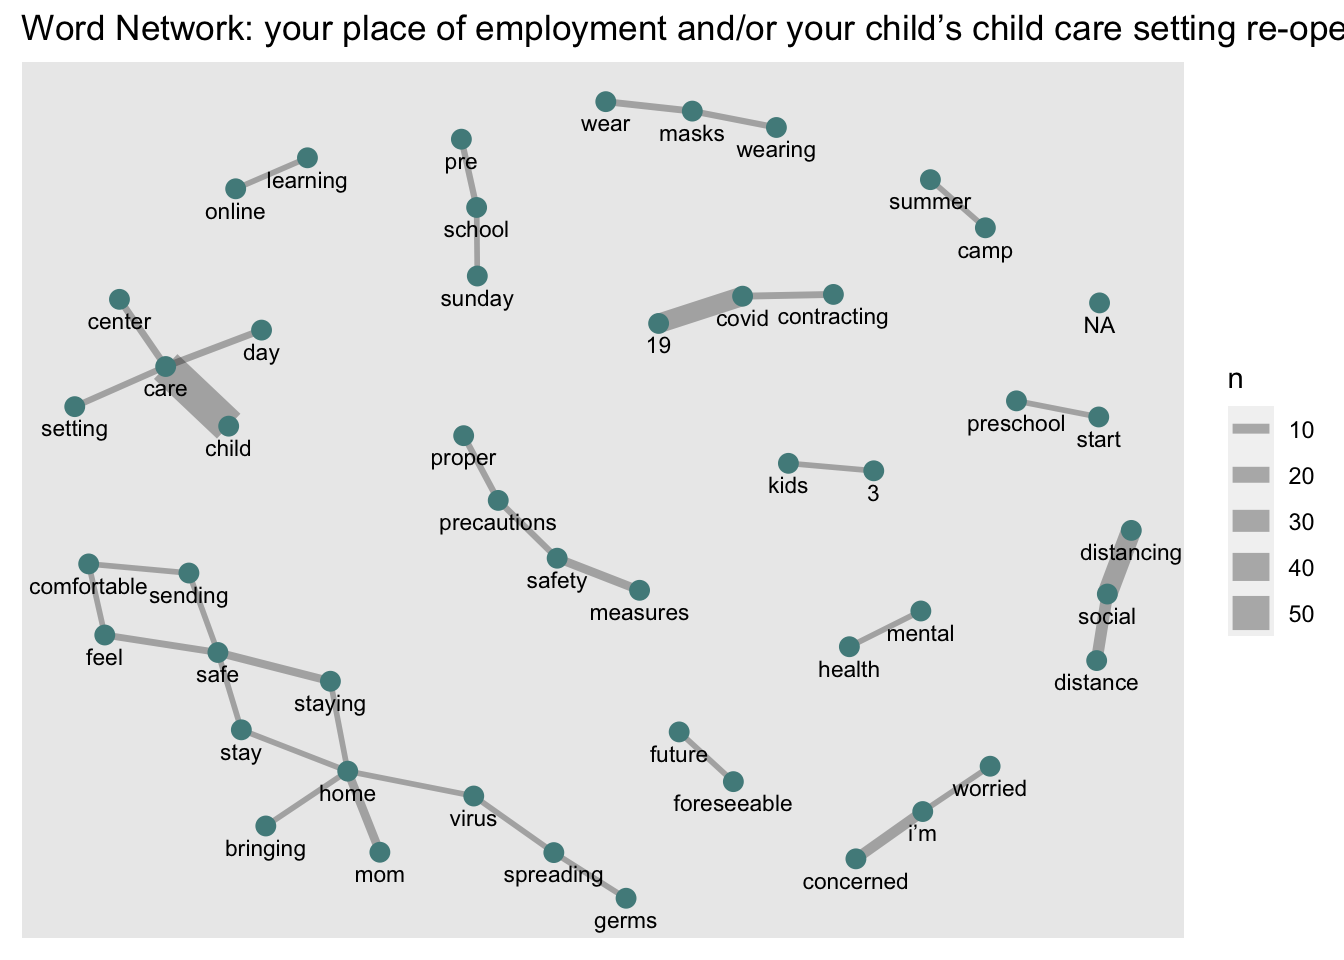 Word Network: your place of employment and/or your child’s child care setting re-ope
wear
masks
wearing
pre
learning
online
summer
school
camp
sunday
center
covid
contracting
NA
19
day
care
preschool
setting
start
child
proper
kids
3
precautions
distancing
safety
comfortable
sending
measures
social
mental
feel
health
safe
distance
staying
stay
future
home
worried
foreseeable
virus
i’m
bringing
mom
spreading
concerned
germs
n
10
20
30
40
50